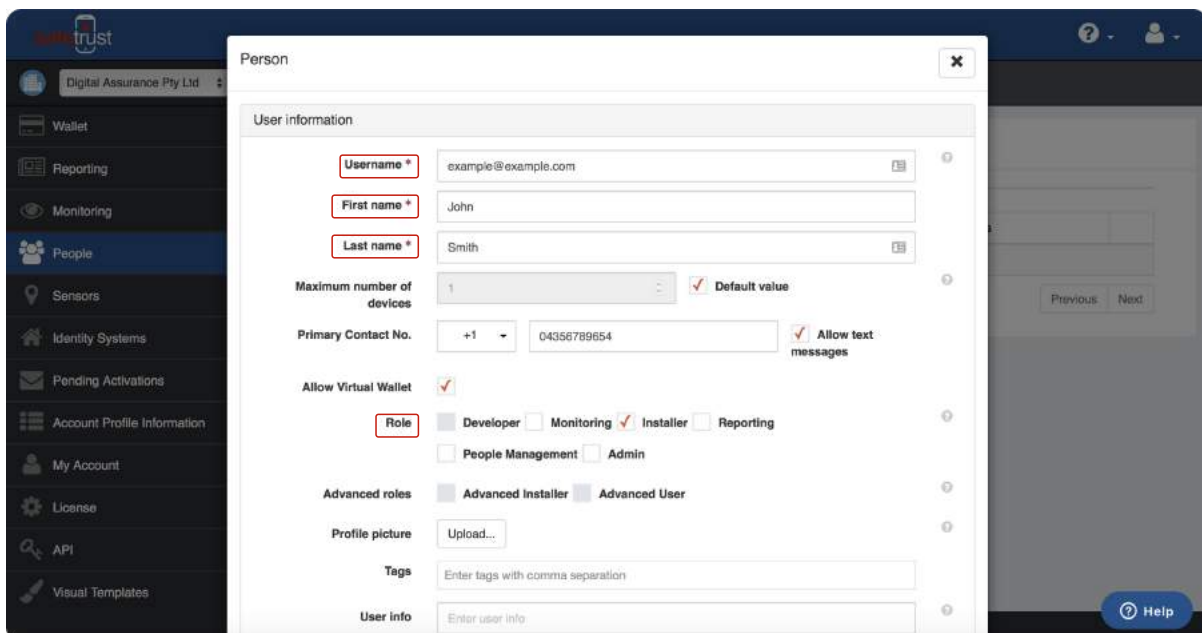 safetrust
Person
Digital Assurance Pty Ltd
Wallet
Reporting
Monitoring
People
Sensors
Identity Systems
Pending Activations
Account Profile Information
My Account
License
API
Visual Templates
User information
Username * example@example.com
First name * John
Last name * Smith
Maximum number of devices 1 Default value
Primary Contact No. +1 04356789654 Allow text messages
Allow Virtual Wallet
Role Developer Monitoring Installer Reporting
People Management Admin
Advanced roles Advanced Installer Advanced User
Profile picture Upload...
Tags Enter tags with comma separation
User info Enter user info
Previous Next
Help